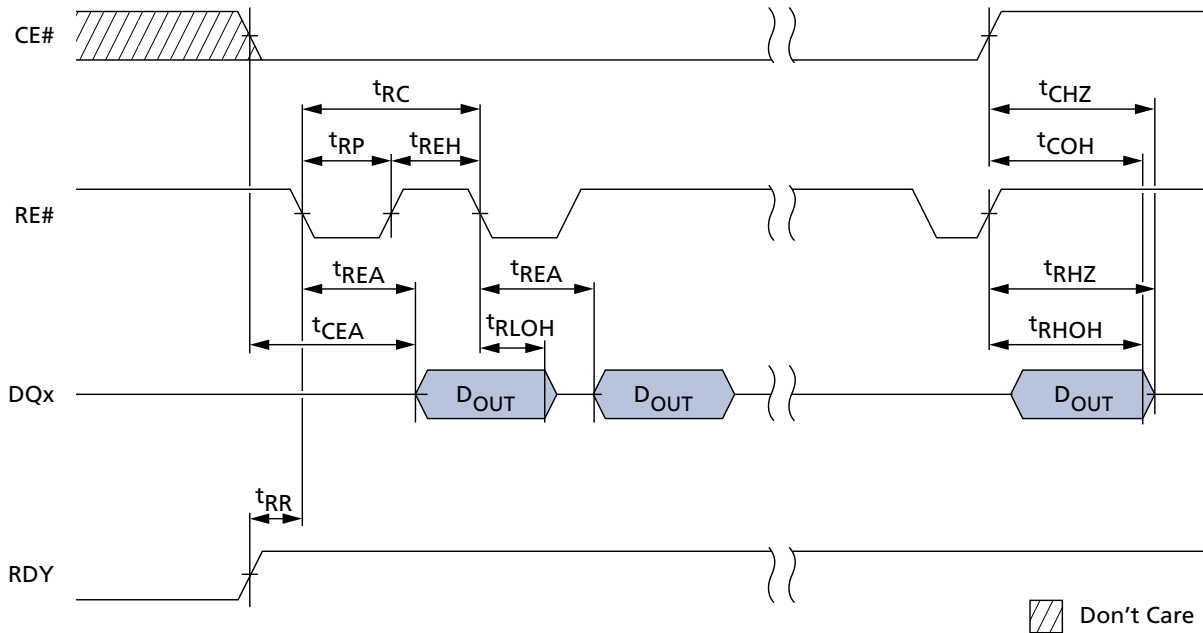 CE#
tRC
tCHZ
tRP
tREH
tCOH
RE#
tREA
tREA
tRHZ
tCEA
tRLOH
tRHOH
DQx
DOUT
DOUT
DOUT
tRR
RDY
Don't Care